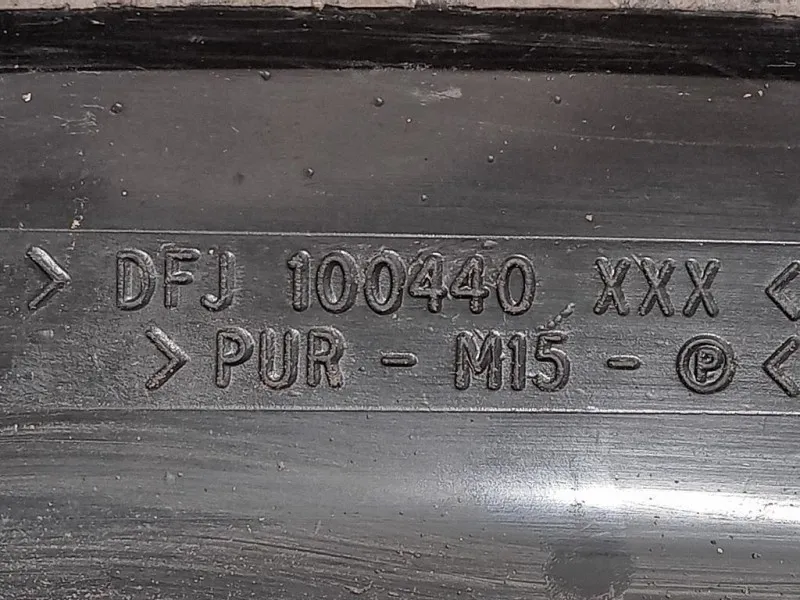 > DFJ 100440 XXX <
> PUR - M15 - Ⓟ <